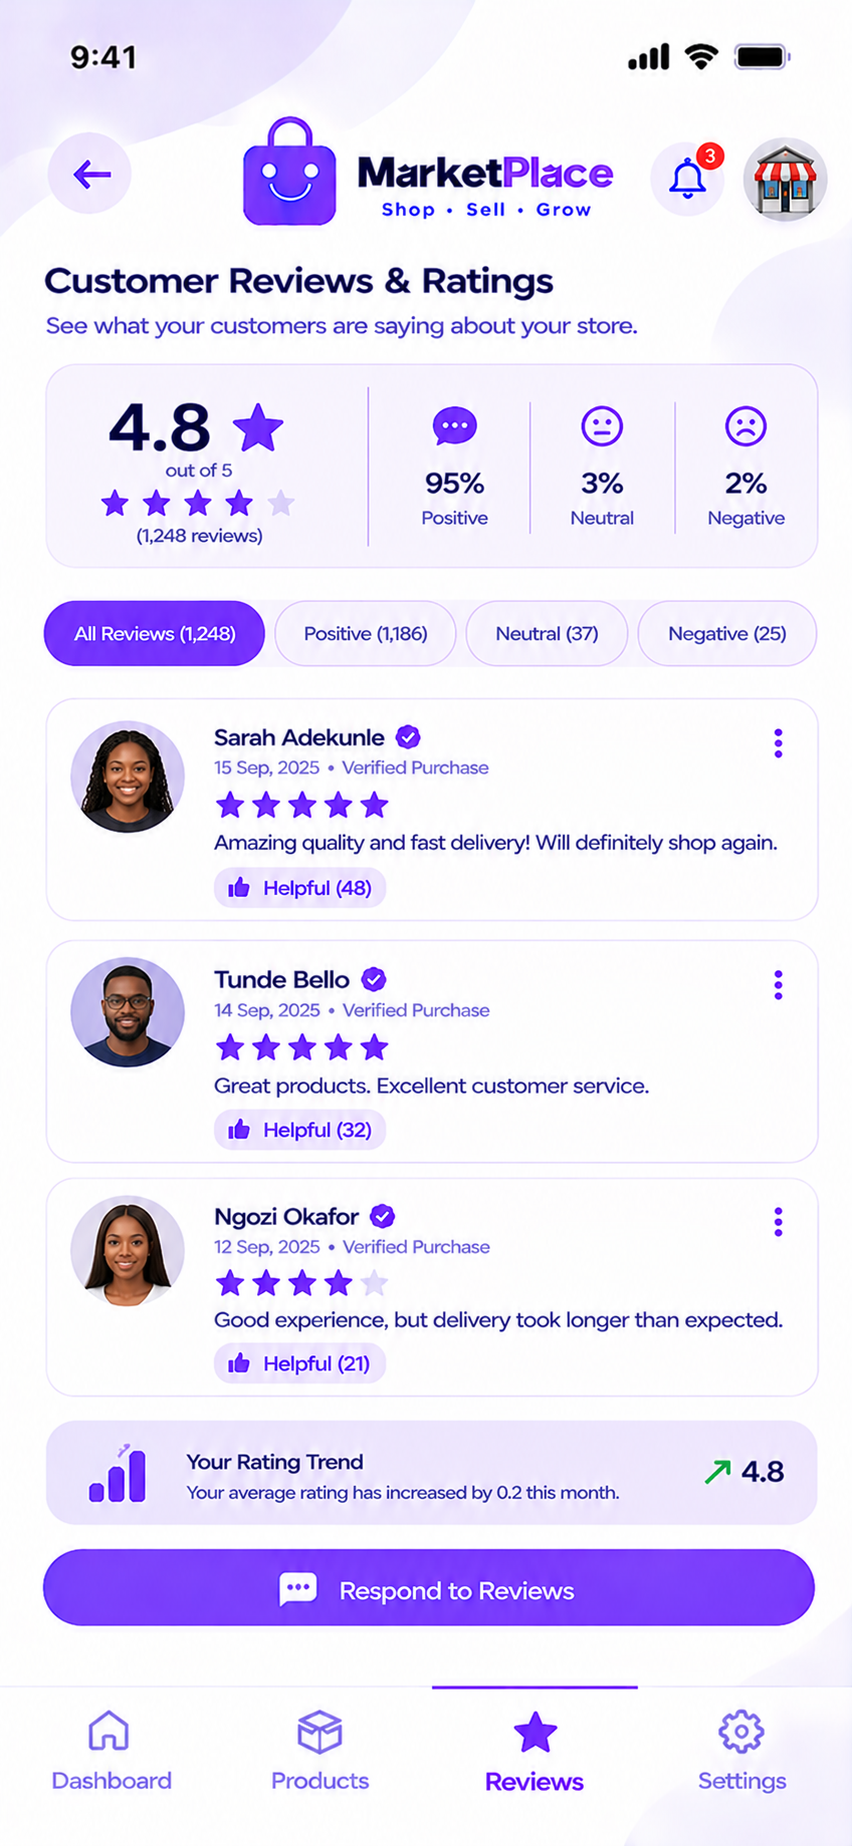 9:41
MarketPlace
Shop • Sell • Grow
3
Customer Reviews & Ratings
See what your customers are saying about your store.
4.8
out of 5
(1,248 reviews)
95%
Positive
3%
Neutral
2%
Negative
All Reviews (1,248)
Positive (1,186)
Neutral (37)
Negative (25)
Sarah Adekunle
15 Sep, 2025 • Verified Purchase
Amazing quality and fast delivery! Will definitely shop again.
Helpful (48)
Tunde Bello
14 Sep, 2025 • Verified Purchase
Great products. Excellent customer service.
Helpful (32)
Ngozi Okafor
12 Sep, 2025 • Verified Purchase
Good experience, but delivery took longer than expected.
Helpful (21)
Your Rating Trend
Your average rating has increased by 0.2 this month.
4.8
Respond to Reviews
Dashboard
Products
Reviews
Settings